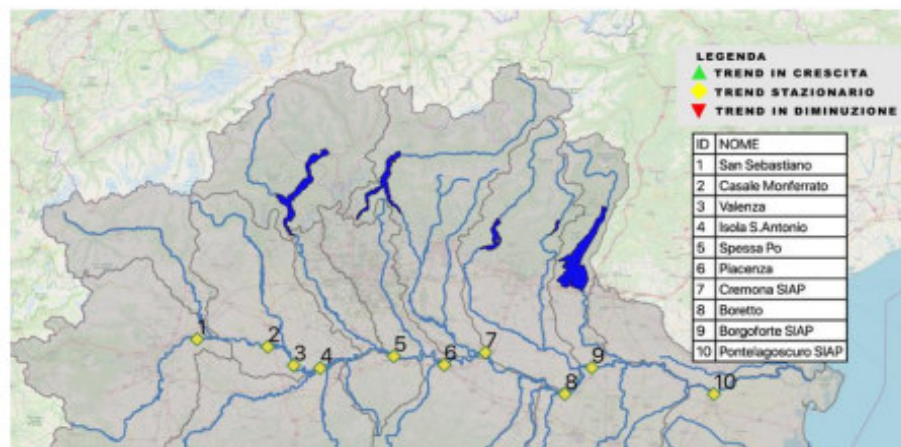 LEGENDA
TREND IN CRESCITA
TREND STAZIONARIO
TREND IN DIMINUZIONE
ID NOME
1 San Sebastiano
2 Casale Monferrato
3 Valenza
4 Isola S.Antonio
5 Spessa Po
6 Piacenza
7 Cremona SIAP
8 Boretto
9 Borgoforte SIAP
10 Pontelagoscuro SIAP
1
2
3
4
5
6
7
8
9
10